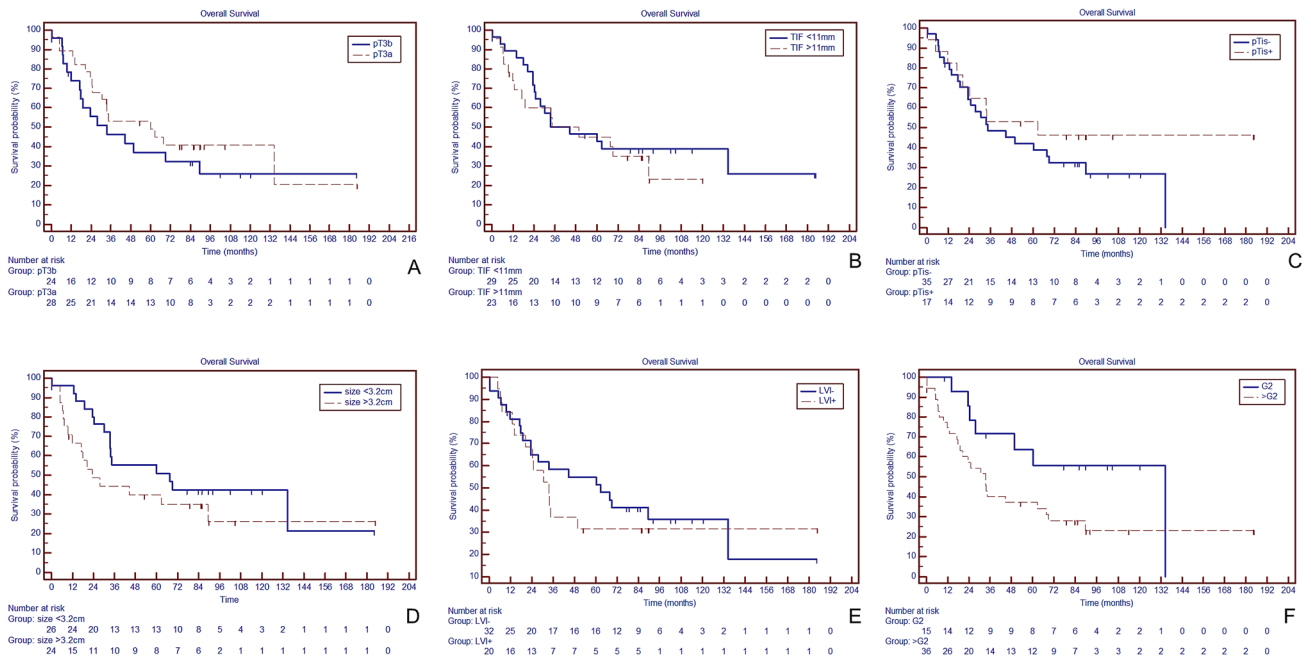 Overall Survival
pT3b
pT3a
Survival probability (%)
100
90
80
70
60
50
40
30
20
10
0
0 12 24 36 48 60 72 84 96 108 120 132 144 156 168 180 192 204 216
Time (months)
Number at risk
Group: pT3b
24 16 12 10 9 8 7 6 4 3 2 1 1 1 1 1 0
Group: pT3a
28 25 21 14 14 13 10 8 3 2 2 2 1 1 1 1 0
A
Overall Survival
TIF <11mm
TIF >11mm
Survival probability (%)
100
90
80
70
60
50
40
30
20
10
0
0 12 24 36 48 60 72 84 96 108 120 132 144 156 168 180 192 204
Time (months)
Number at risk
Group: TIF <11mm
29 25 20 14 13 12 10 8 6 4 3 3 2 2 2 2 0
Group: TIF >11mm
23 16 13 10 10 9 7 6 1 1 1 0 0 0 0 0 0
B
Overall Survival
pTis-
pTis+
Survival probability (%)
100
90
80
70
60
50
40
30
20
10
0
0 12 24 36 48 60 72 84 96 108 120 132 144 156 168 180 192 204
Time (months)
Number at risk
Group: pTis-
35 27 21 15 14 13 10 8 4 3 2 1 0 0 0 0 0
Group: pTis+
17 14 12 9 9 8 7 6 3 2 2 2 2 2 2 2 0
C
Overall Survival
size <3.2cm
size >3.2cm
Survival probability (%)
100
90
80
70
60
50
40
30
20
10
0
0 12 24 36 48 60 72 84 96 108 120 132 144 156 168 180 192 204
Time
Number at risk
Group: size <3.2cm
26 24 20 13 13 13 10 8 5 4 3 2 1 1 1 1 0
Group: size >3.2cm
24 15 11 10 9 8 7 6 2 1 1 1 1 1 1 1 0
D
Overall Survival
LVI-
LVI+
Survival probability (%)
100
90
80
70
60
50
40
30
20
10
0 12 24 36 48 60 72 84 96 108 120 132 144 156 168 180 192 204
Time (months)
Number at risk
Group: LVI-
32 25 20 17 16 16 12 9 6 4 3 2 1 1 1 1 0
Group: LVI+
20 16 13 7 7 5 5 5 1 1 1 1 1 1 1 1 0
E
Overall Survival
G2
>G2
Survival probability (%)
100
90
80
70
60
50
40
30
20
10
0
0 12 24 36 48 60 72 84 96 108 120 132 144 156 168 180 192 204
Time (months)
Number at risk
Group: G2
15 14 12 9 9 8 7 6 4 2 2 1 0 0 0 0 0
Group: >G2
36 26 20 14 13 12 9 7 3 3 2 2 2 2 2 2 0
F